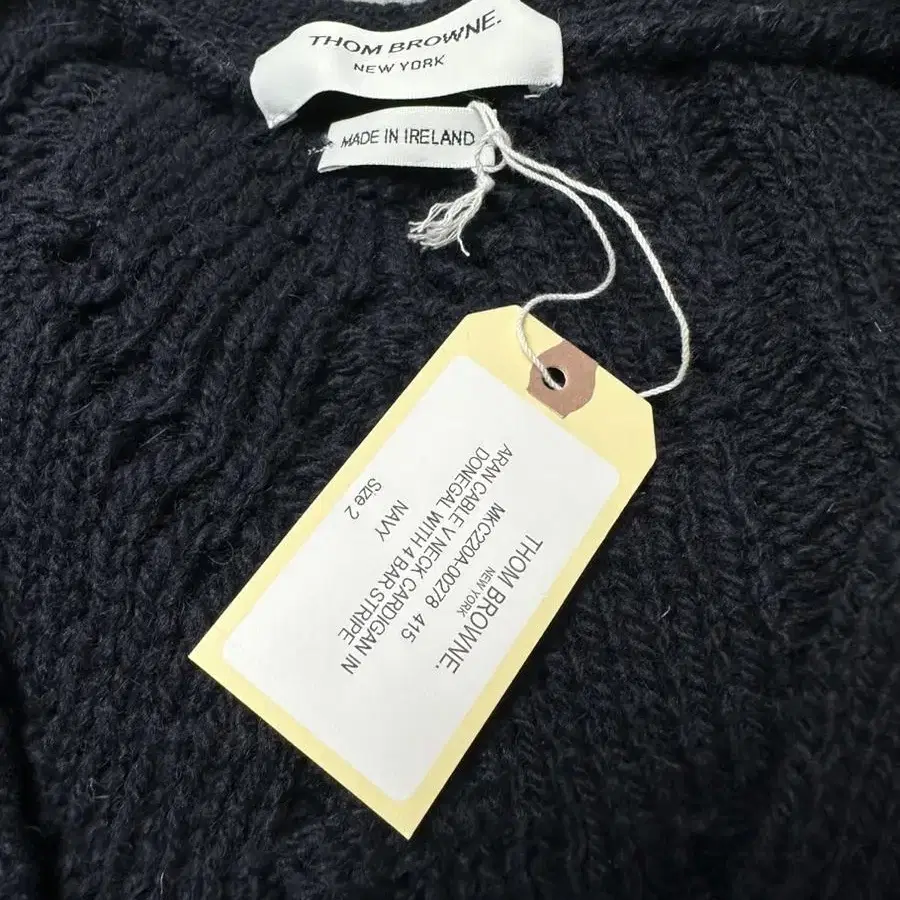 THOM BROWNE.
NEW YORK
MADE IN IRELAND
THOM BROWNE.
NEW YORK
MKC220A-00278 415
ARAN CABLE V NECK CARDIGAN IN
DONEGAL WITH 4 BAR STRIPE
NAVY
Size 2